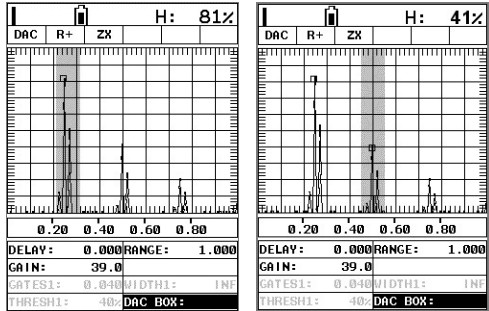 H: 81%
DAC R+ ZX
0.20 0.40 0.60 0.80
DELAY: 0.000 RANGE: 1.000
GAIN: 39.0
GATES1: 0.040 WIDTH1: INF
THRESH1: 40% DAC BOX:
H: 41%
DAC R+ ZX
0.20 0.40 0.60 0.80
DELAY: 0.000 RANGE: 1.000
GAIN: 39.0
GATES1: 0.040 WIDTH1: INF
THRESH1: 40% DAC BOX: